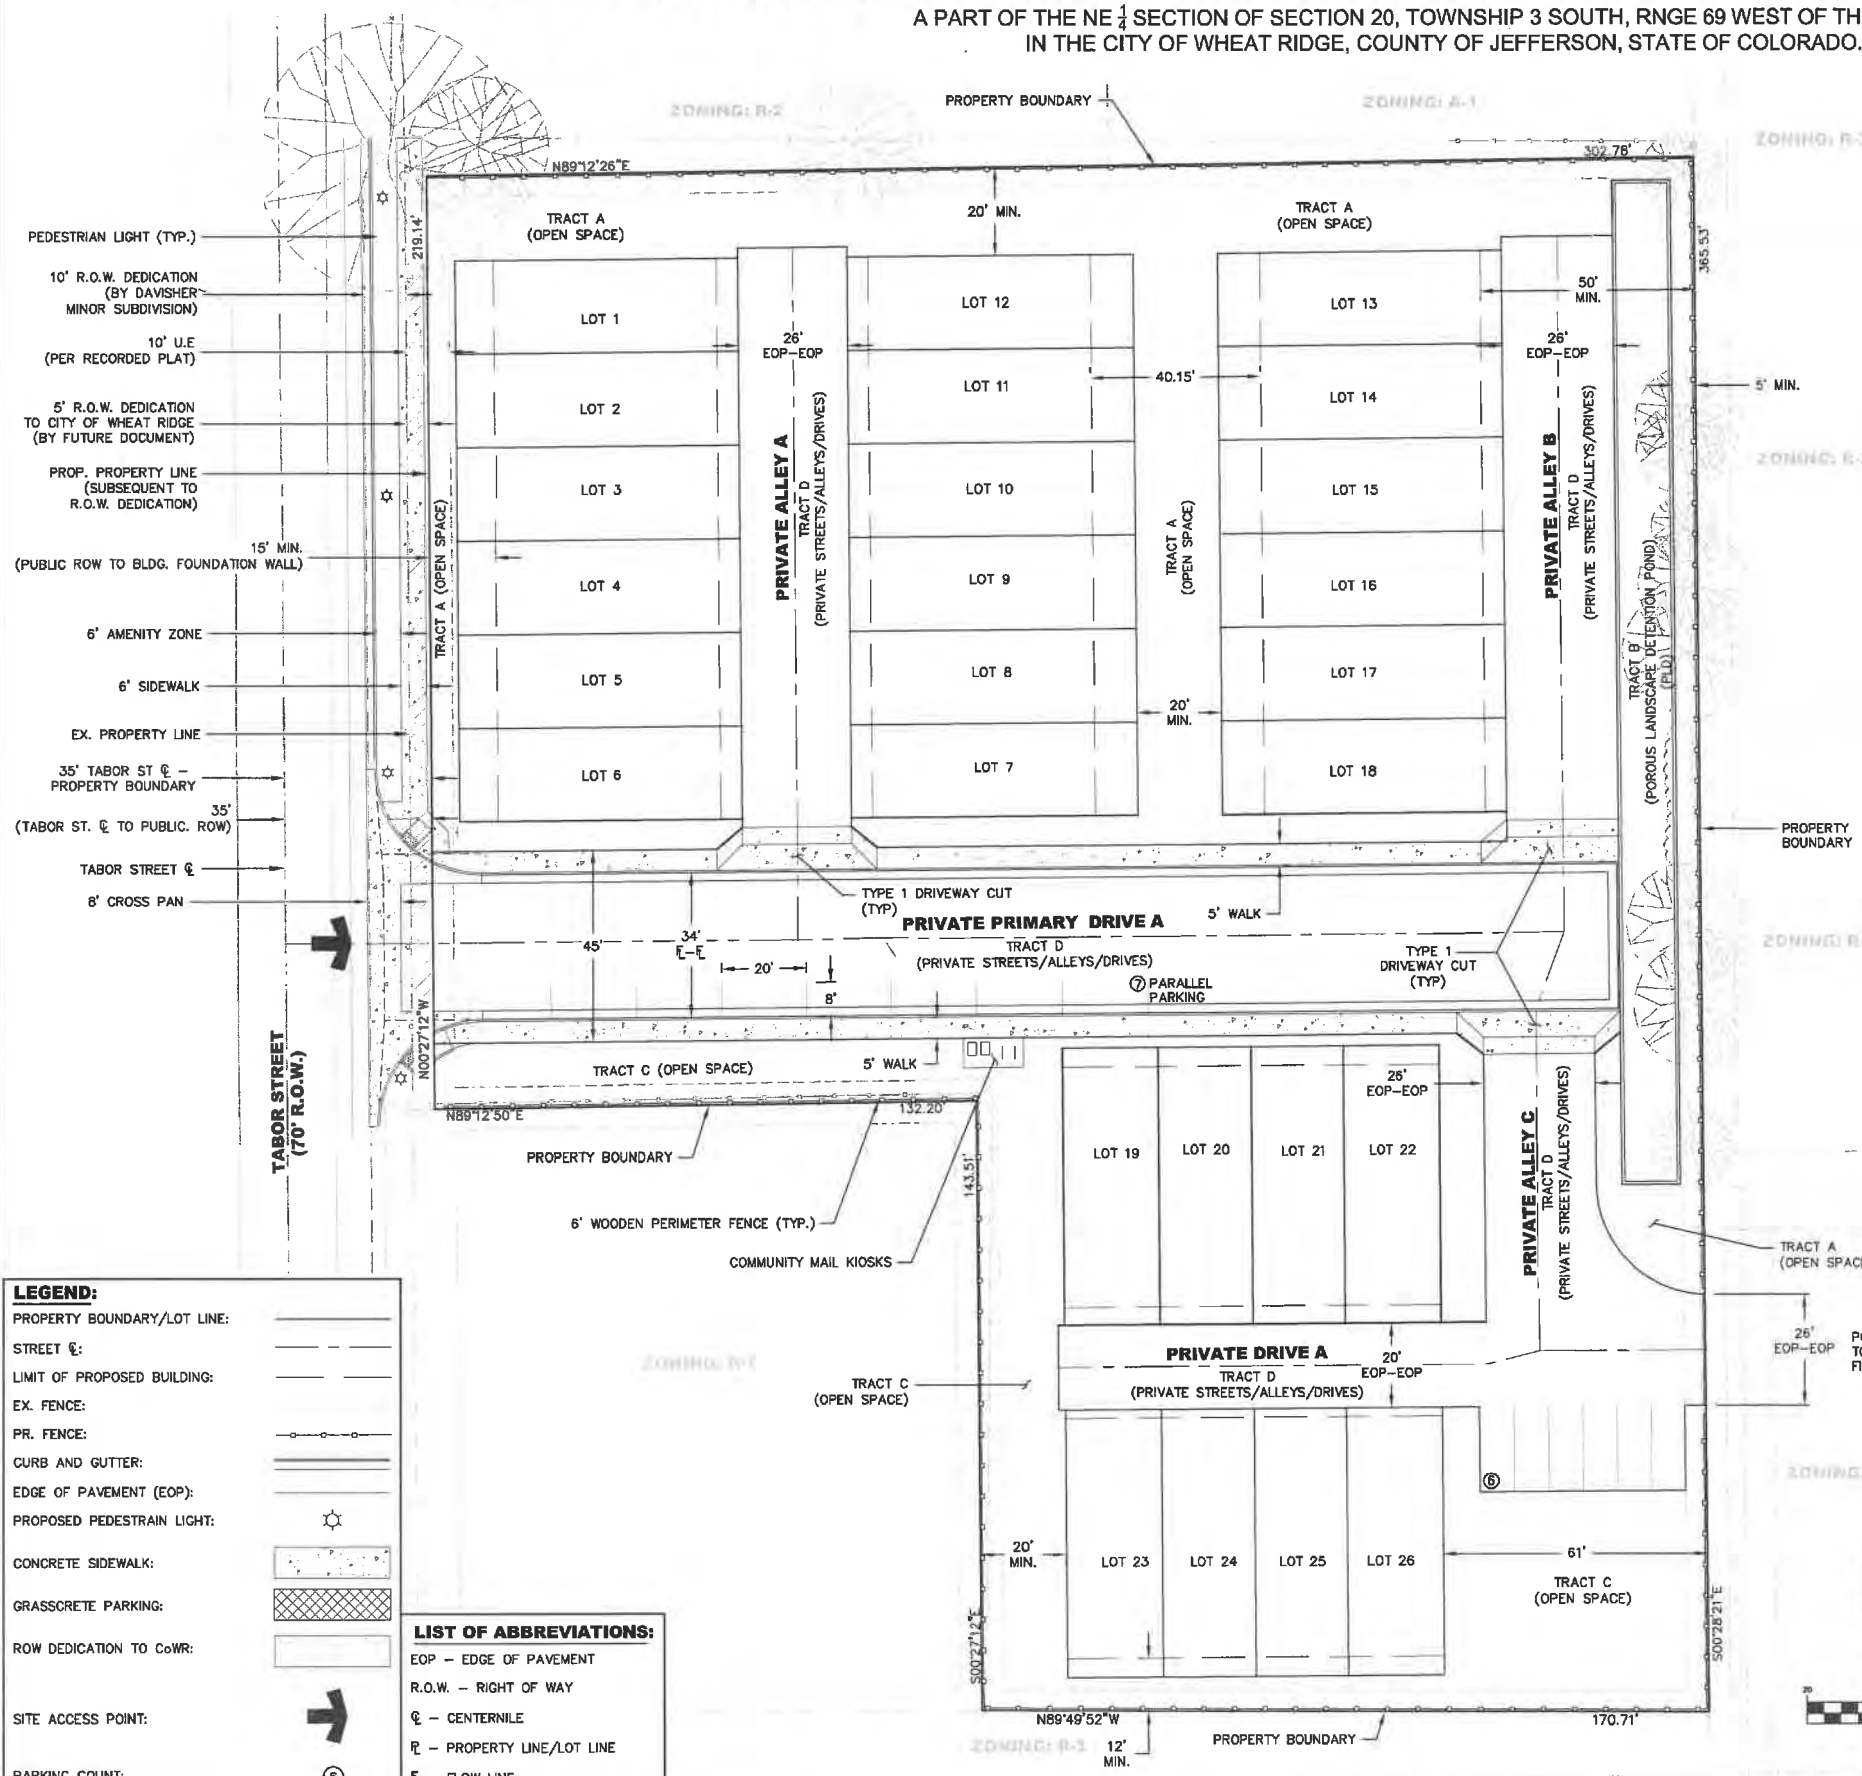 A PART OF THE NE 1/4 SECTION OF SECTION 20, TOWNSHIP 3 SOUTH, RNGE 69 WEST OF TH
IN THE CITY OF WHEAT RIDGE, COUNTY OF JEFFERSON, STATE OF COLORADO.
ZONING: R-2
PROPERTY BOUNDARY
ZONING: A-1
ZONING: R-
N89°12'26"E
302.78'
219.14'
365.53'
TRACT A
(OPEN SPACE)
20' MIN.
TRACT A
(OPEN SPACE)
PEDESTRIAN LIGHT (TYP.)
10' R.O.W. DEDICATION
(BY DAVISHER
MINOR SUBDIVISION)
10' U.E
(PER RECORDED PLAT)
5' R.O.W. DEDICATION
TO CITY OF WHEAT RIDGE
(BY FUTURE DOCUMENT)
PROP. PROPERTY LINE
(SUBSEQUENT TO
R.O.W. DEDICATION)
15' MIN.
(PUBLIC ROW TO BLDG. FOUNDATION WALL)
6' AMENITY ZONE
6' SIDEWALK
EX. PROPERTY LINE
35' TABOR ST ℄ –
PROPERTY BOUNDARY
35'
(TABOR ST. ℄ TO PUBLIC. ROW)
TABOR STREET ℄
8' CROSS PAN
TRACT A (OPEN SPACE)
LOT 1
LOT 2
LOT 3
LOT 4
LOT 5
LOT 6
26'
EOP-EOP
PRIVATE ALLEY A
TRACT D
(PRIVATE STREETS/ALLEYS/DRIVES)
LOT 12
LOT 11
LOT 10
LOT 9
LOT 8
LOT 7
40.15'
TRACT A
(OPEN SPACE)
20'
MIN.
LOT 13
LOT 14
LOT 15
LOT 16
LOT 17
LOT 18
50'
MIN.
26'
EOP-EOP
PRIVATE ALLEY B
TRACT D
(PRIVATE STREETS/ALLEYS/DRIVES)
TRACT B
(POROUS LANDSCAPE DETENTION POND)
(PLD)
5' MIN.
ZONING: R-
PROPERTY
BOUNDARY
ZONING: R
TYPE 1 DRIVEWAY CUT
(TYP)
PRIVATE PRIMARY DRIVE A
5' WALK
45'
34'
TRACT D
(PRIVATE STREETS/ALLEYS/DRIVES)
20'
8'
7 PARALLEL
PARKING
TYPE 1
DRIVEWAY CUT
(TYP)
N00°27'12"W
TABOR STREET
(70' R.O.W.)
TRACT C (OPEN SPACE)
5' WALK
N89°12'50"E
132.20'
PROPERTY BOUNDARY
143.51'
6' WOODEN PERIMETER FENCE (TYP.)
COMMUNITY MAIL KIOSKS
LOT 19
LOT 20
LOT 21
LOT 22
26'
EOP-EOP
PRIVATE ALLEY C
TRACT D
(PRIVATE STREETS/ALLEYS/DRIVES)
TRACT A
(OPEN SPAC
26'
EOP-EOP
PRIVATE DRIVE A
TRACT D
(PRIVATE STREETS/ALLEYS/DRIVES)
20'
EOP-EOP
TRACT C
(OPEN SPACE)
6
ZONING:
20'
MIN.
LOT 23
LOT 24
LOT 25
LOT 26
61'
TRACT C
(OPEN SPACE)
S00°27'12"E
S00°28'21"E
N89°49'52"W
170.71'
12'
MIN.
PROPERTY BOUNDARY
20
LEGEND:
PROPERTY BOUNDARY/LOT LINE:
STREET ℄:
LIMIT OF PROPOSED BUILDING:
EX. FENCE:
PR. FENCE:
CURB AND GUTTER:
EDGE OF PAVEMENT (EOP):
PROPOSED PEDESTRAIN LIGHT:
CONCRETE SIDEWALK:
GRASSCRETE PARKING:
ROW DEDICATION TO CoWR:
SITE ACCESS POINT:
PARKING COUNT:
LIST OF ABBREVIATIONS:
EOP – EDGE OF PAVEMENT
R.O.W. – RIGHT OF WAY
℄ – CENTERNILE
– PROPERTY LINE/LOT LINE
– FLOW LINE